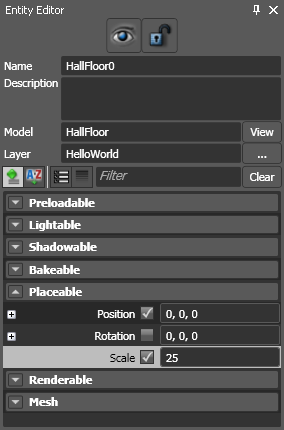 Entity Editor
Name HallFloor0
Description
Model HallFloor View
Layer HelloWorld ...
AZ Filter Clear
Preloadable
Lightable
Shadowable
Bakeable
Placeable
Position 0, 0, 0
Rotation 0, 0, 0
Scale 25
Renderable
Mesh